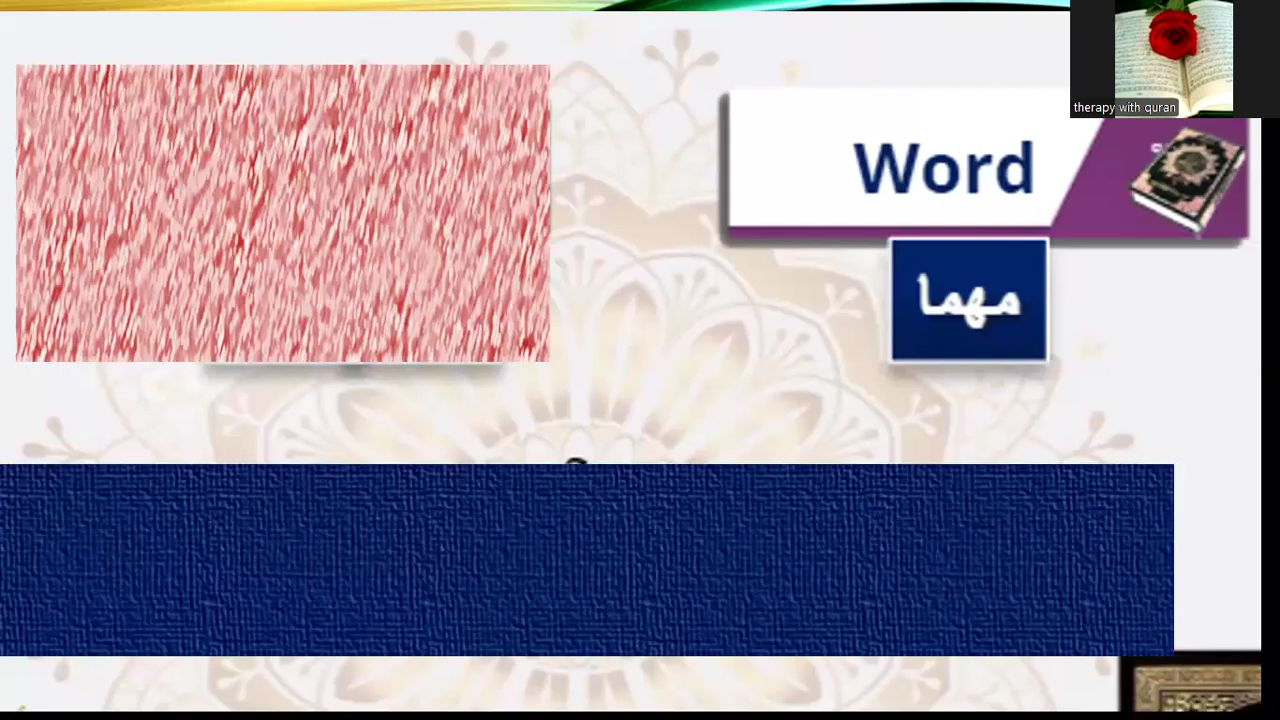 therapy with quran
Word
مهما